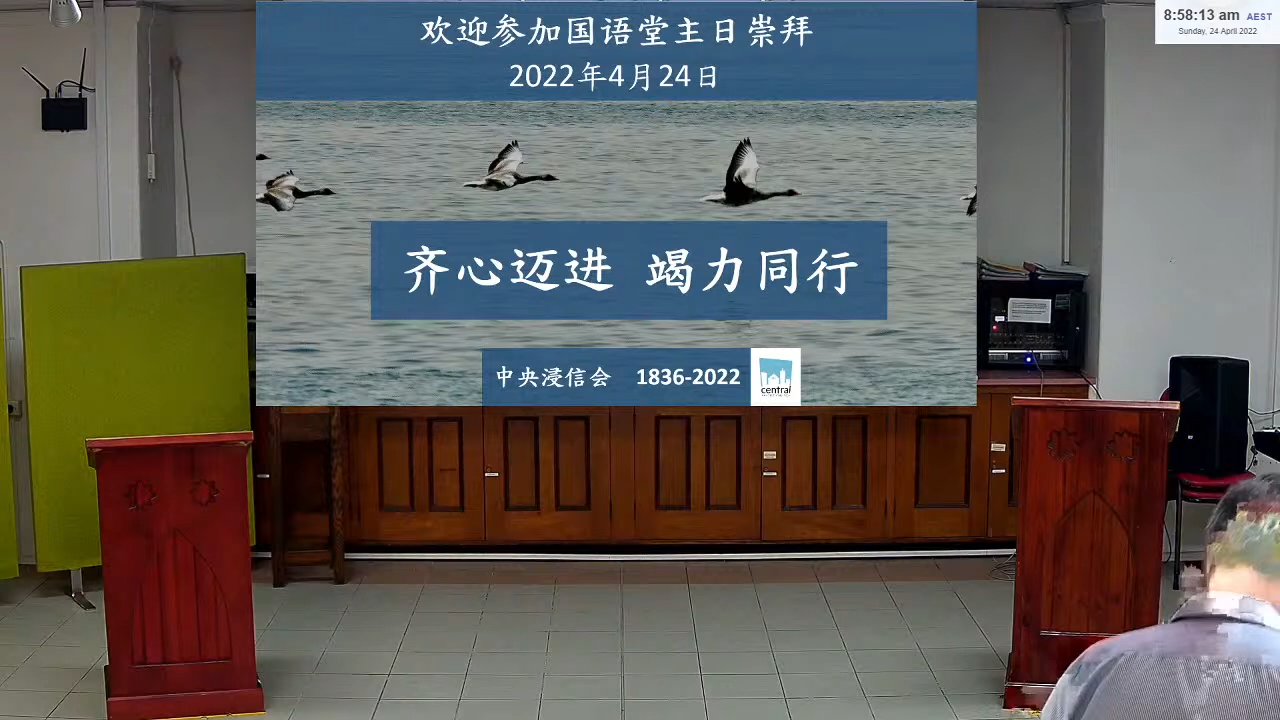 欢迎参加国语堂主日崇拜
2022年4月24日
8:58:13 am AEST
Sunday, 24 April 2022
齐心迈进 竭力同行
中央浸信会 1836-2022
central